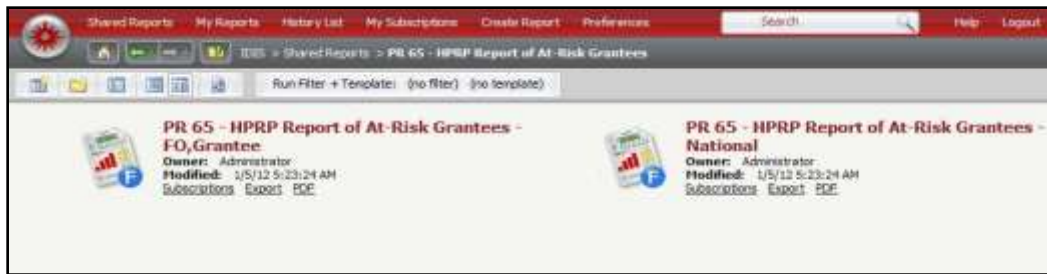 Shared Reports My Reports History List My Subscriptions Create Report Preferences Search Help Logout
IDIS > Shared Reports > PR 65 - HPRP Report of At-Risk Grantees
Run Filter + Template: (no filter) (no template)
PR 65 - HPRP Report of At-Risk Grantees -
FO,Grantee
Owner: Administrator
Modified: 1/5/12 5:23:24 AM
Subscriptions Export PDF
PR 65 - HPRP Report of At-Risk Grantees -
National
Owner: Administrator
Modified: 1/5/12 5:23:24 AM
Subscriptions Export PDF